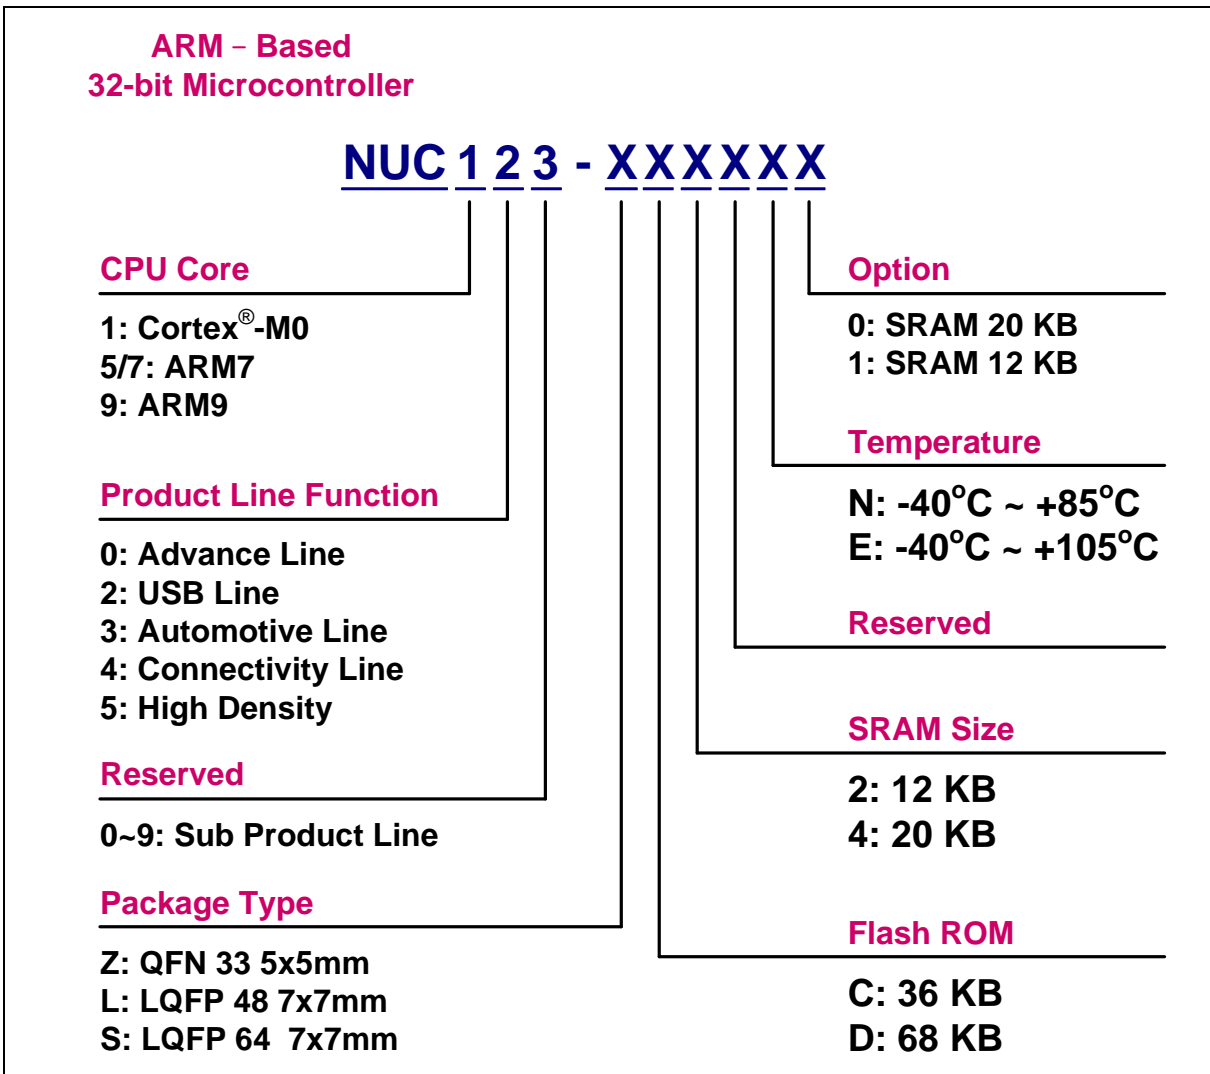 ARM – Based
32-bit Microcontroller
NUC 1 2 3 - X X X X X X
CPU Core
1: Cortex®-M0
5/7: ARM7
9: ARM9
Product Line Function
0: Advance Line
2: USB Line
3: Automotive Line
4: Connectivity Line
5: High Density
Reserved
0~9: Sub Product Line
Package Type
Z: QFN 33 5x5mm
L: LQFP 48 7x7mm
S: LQFP 64 7x7mm
Option
0: SRAM 20 KB
1: SRAM 12 KB
Temperature
N: -40°C ~ +85°C
E: -40°C ~ +105°C
Reserved
SRAM Size
2: 12 KB
4: 20 KB
Flash ROM
C: 36 KB
D: 68 KB